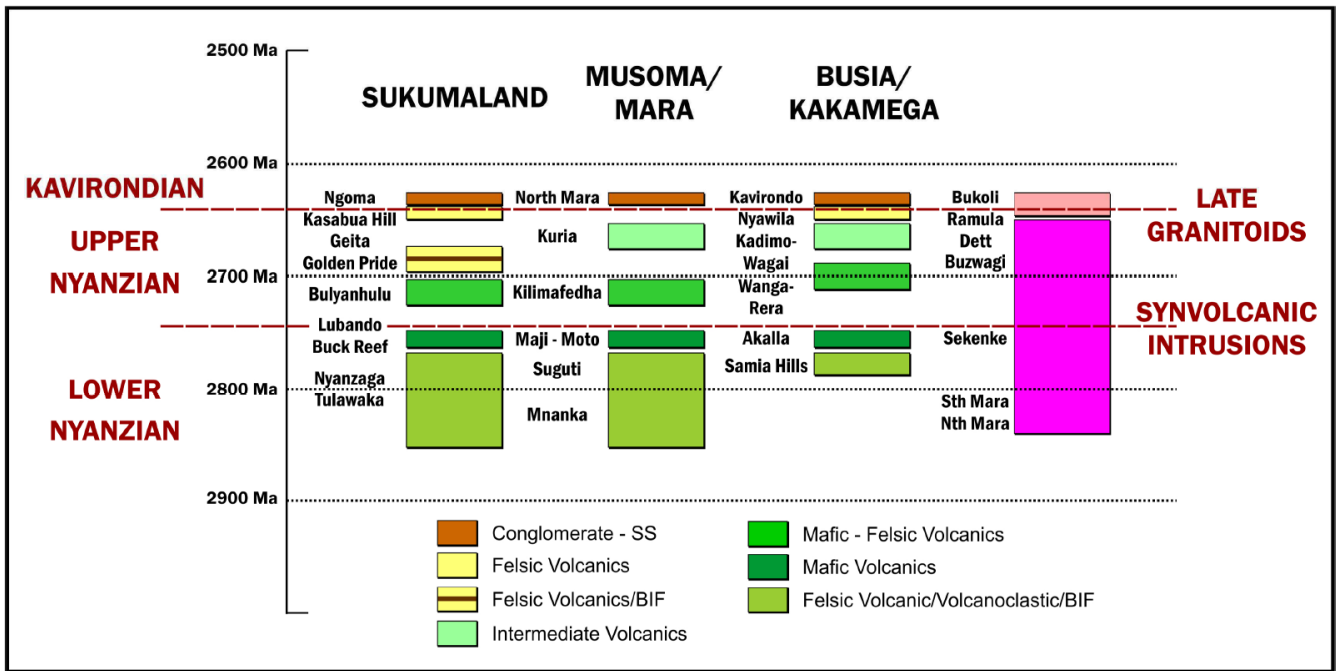 2500 Ma
SUKUMALAND
MUSOMA/
MARA
BUSIA/
KAKAMEGA
2600 Ma
KAVIRONDIAN
UPPER
NYANZIAN
2700 Ma
LOWER
NYANZIAN
2800 Ma
2900 Ma
Ngoma
Kasabua Hill
Geita
Golden Pride
Bulyanhulu
Lubando
Buck Reef
Nyanzaga
Tulawaka
North Mara
Kuria
Kilimafedha
Maji - Moto
Suguti
Mnanka
Kavirondo
Nyawila
Kadimo-
Wagai
Wanga-
Rera
Akalla
Samia Hills
Bukoli
Ramula
Dett
Buzwagi
Sekenke
Sth Mara
Nth Mara
LATE
GRANITOIDS
SYNVOLCANIC
INTRUSIONS
Conglomerate - SS
Felsic Volcanics
Felsic Volcanics/BIF
Intermediate Volcanics
Mafic - Felsic Volcanics
Mafic Volcanics
Felsic Volcanic/Volcanoclastic/BIF